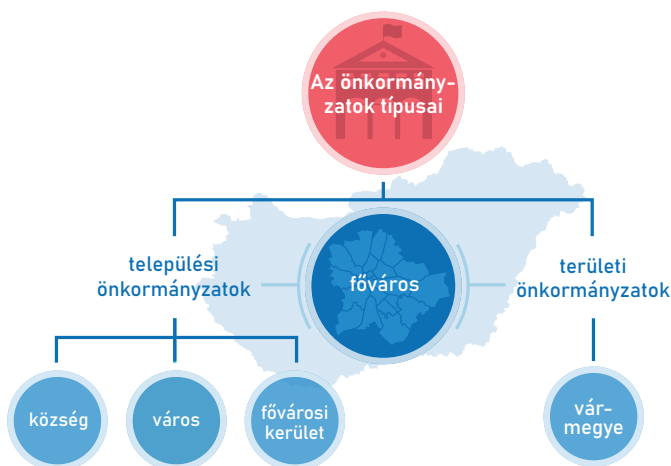 Az önkormány-
zatok típusai
települési
önkormányzatok
főváros
területi
önkormányzatok
község
város
fővárosi
kerület
vár-
megye